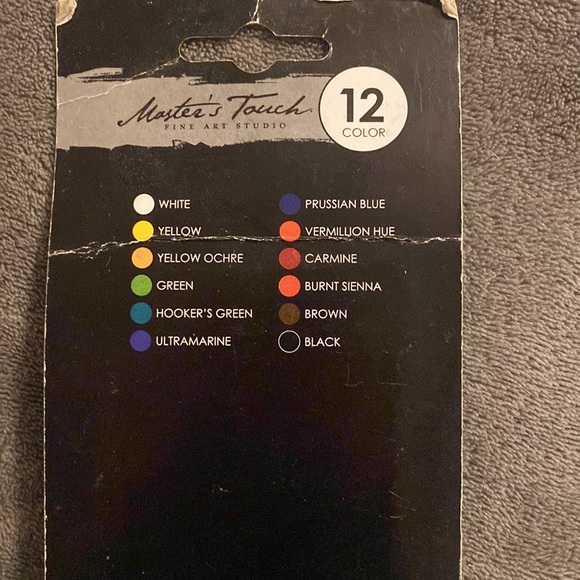 Master's Touch
FINE ART STUDIO
12
COLOR
WHITE
YELLOW
YELLOW OCHRE
GREEN
HOOKER'S GREEN
ULTRAMARINE
PRUSSIAN BLUE
VERMILLION HUE
CARMINE
BURNT SIENNA
BROWN
BLACK